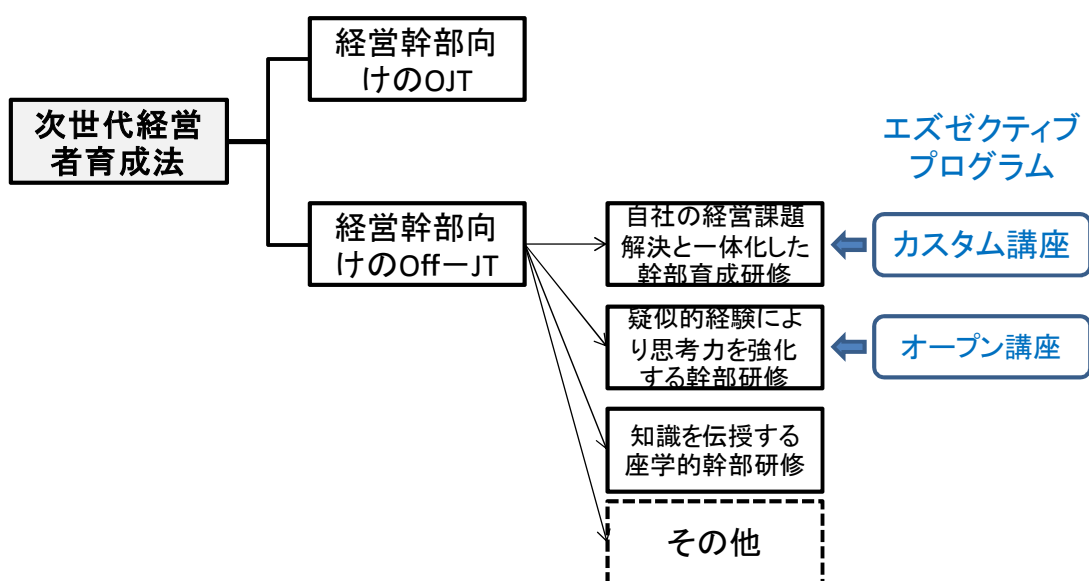 経営幹部向
けのOJT
次世代経営
者育成法
エズゼクティブ
プログラム
経営幹部向
けのOffーJT
自社の経営課題
解決と一体化した
幹部育成研修
カスタム講座
疑似的経験によ
り思考力を強化
する幹部研修
オープン講座
知識を伝授する
座学的幹部研修
その他